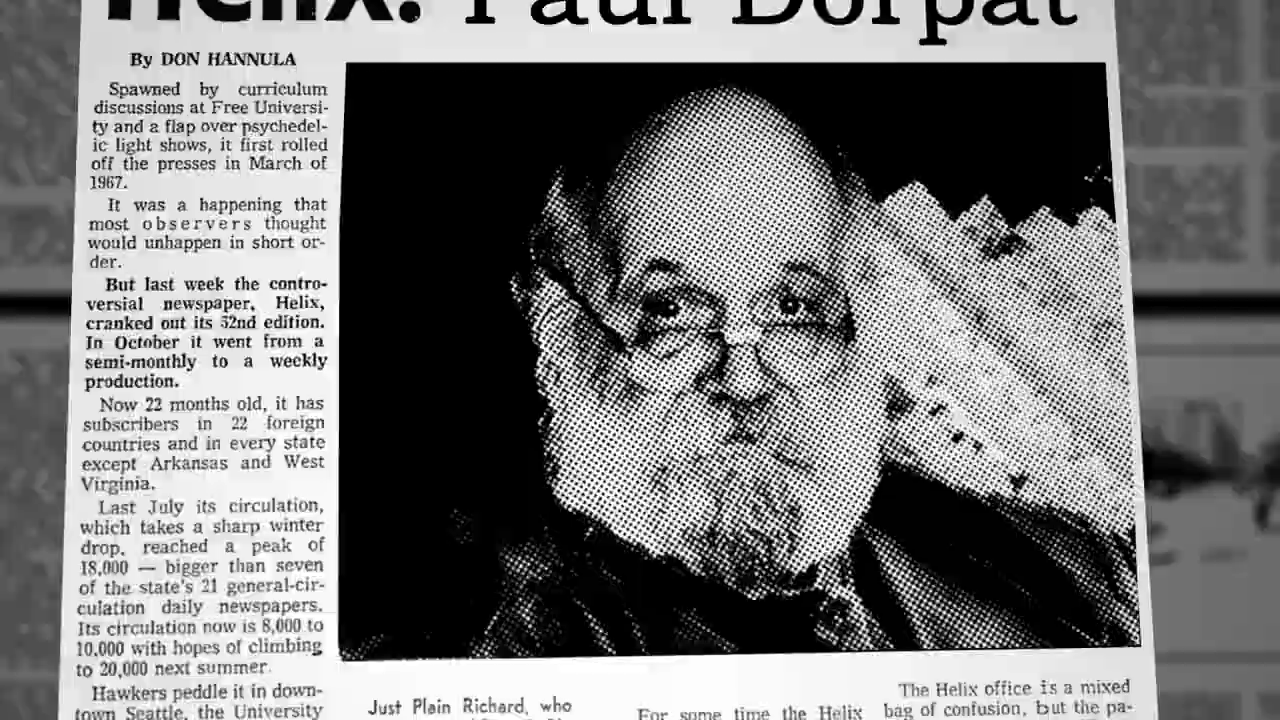 Helix: Paul Dorpat
By DON HANNULA
Spawned by curriculum
discussions at Free Universi-
ty and a flap over psychedel-
ic light shows, it first rolled
off the presses in March of
1967.
It was a happening that
most observers thought
would unhappen in short or-
der.
But last week the contro-
versial newspaper, Helix,
cranked out its 52nd edition.
In October it went from a
semi-monthly to a weekly
production.
Now 22 months old, it has
subscribers in 22 foreign
countries and in every state
except Arkansas and West
Virginia.
Last July its circulation,
which takes a sharp winter
drop, reached a peak of
18,000 — bigger than seven
of the state's 21 general-cir-
culation daily newspapers.
Its circulation now is 8,000 to
10,000 with hopes of climbing
to 20,000 next summer.
Hawkers peddle it in down-
town Seattle, the University
Just Plain Richard, who
For some time the Helix
The Helix office is a mixed
bag of confusion, but the pa-